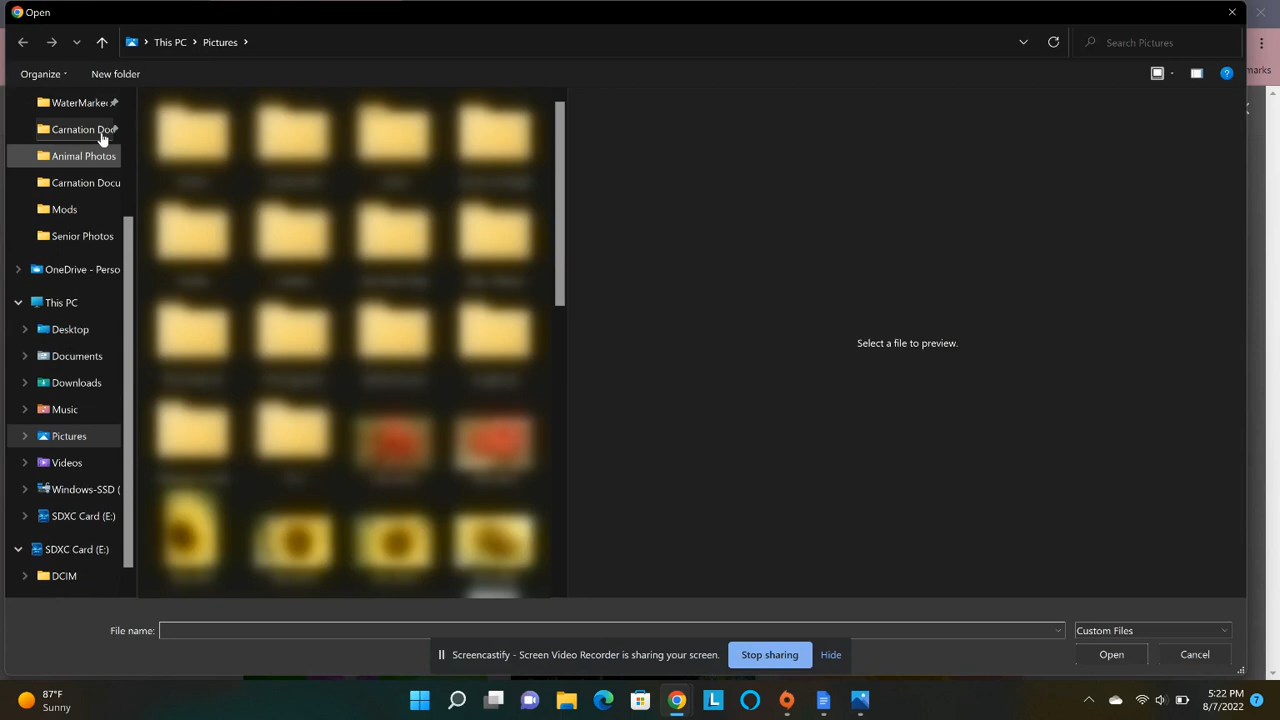 Open
This PC
Pictures
Search Pictures
Organize
New folder
marks
WaterMarke
Carnation Do
Animal Photos
Carnation Docu
Mods
Senior Photos
OneDrive - Perso
This PC
Desktop
Documents
Downloads
Music
Pictures
Videos
Windows-SSD (
SDXC Card (E:)
SDXC Card (E:)
DCIM
Select a file to preview.
File name:
Custom Files
Open
Cancel
Screencastify - Screen Video Recorder is sharing your screen.
Stop sharing
Hide
87°F
Sunny
5:22 PM
8/7/2022